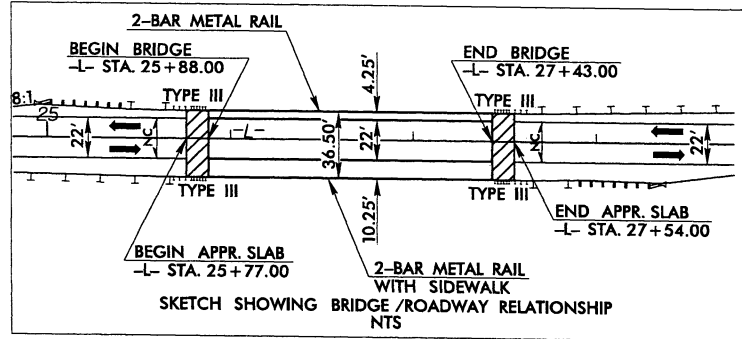 2-BAR METAL RAIL
BEGIN BRIDGE
-L- STA. 25+88.00
END BRIDGE
-L- STA. 27+43.00
4.25'
8:1
25
TYPE III
TYPE III
22'
NC
-L-
36.50'
22'
NC
22'
TYPE III
TYPE III
10.25'
BEGIN APPR. SLAB
-L- STA. 25+77.00
END APPR. SLAB
-L- STA. 27+54.00
2-BAR METAL RAIL
WITH SIDEWALK
SKETCH SHOWING BRIDGE/ROADWAY RELATIONSHIP
NTS